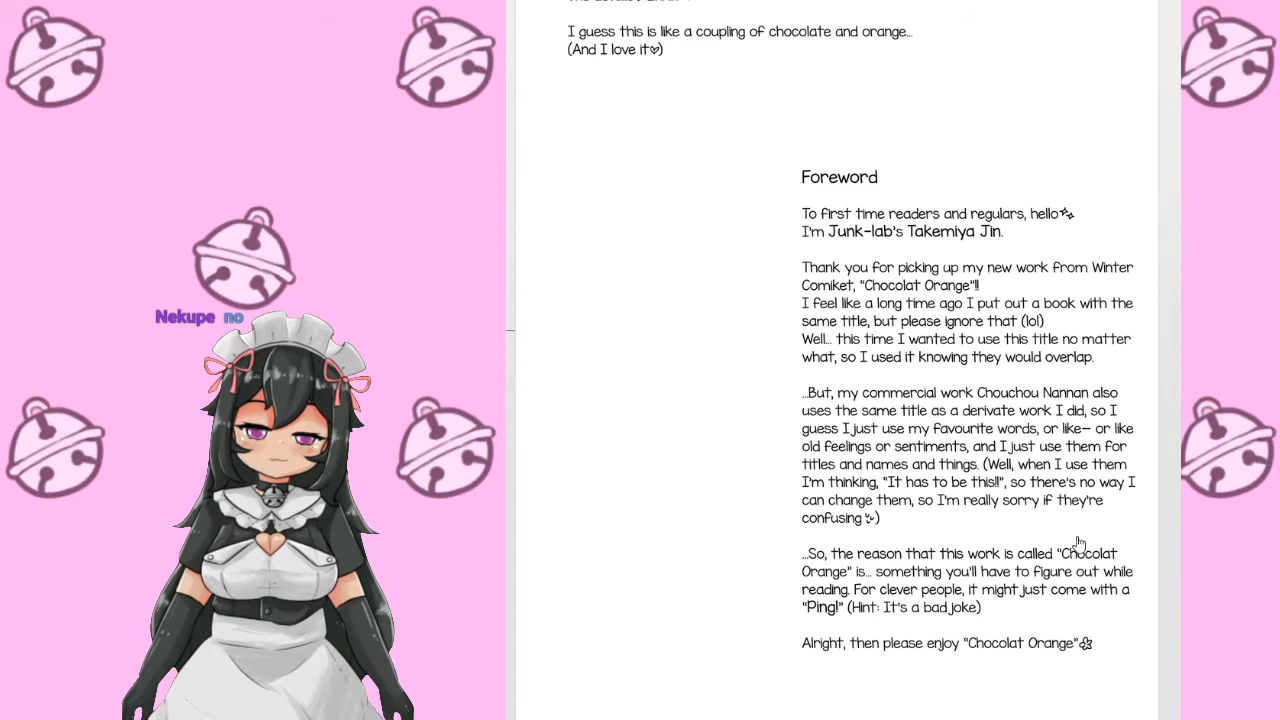 I guess this is like a coupling of chocolate and orange...
(And I love it♡)
Foreword
To first time readers and regulars, hello✨
I'm Junk-lab's Takemiya Jin.
Thank you for picking up my new work from Winter
Comiket, "Chocolat Orange"!!
I feel like a long time ago I put out a book with the
same title, but please ignore that (lol)
Well... this time I wanted to use this title no matter
what, so I used it knowing they would overlap.
...But, my commercial work Chouchou Nannan also
uses the same title as a derivate work I did, so I
guess I just use my favourite words, or like— or like
old feelings or sentiments, and I just use them for
titles and names and things. (Well, when I use them
I'm thinking, "It has to be this!!", so there's no way I
can change them, so I'm really sorry if they're
confusing💦)
...So, the reason that this work is called "Chocolat
Orange" is... something you'll have to figure out while
reading. For clever people, it might just come with a
"Ping!" (Hint: It's a bad joke)
Alright, then please enjoy "Chocolat Orange"✿
Nekupe no